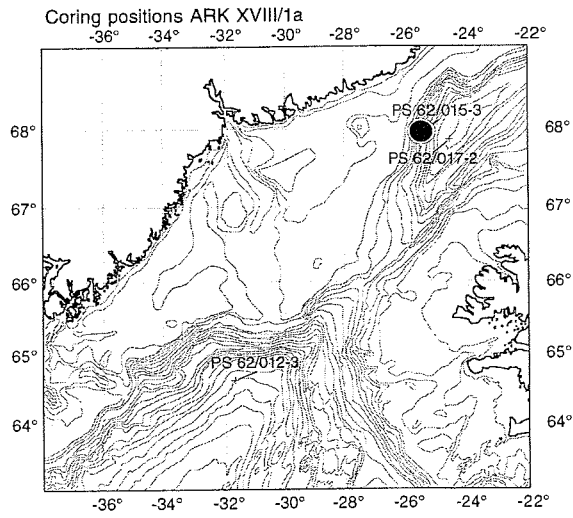 Coring positions ARK XVIII/1a
-36° -34° -32° -30° -28° -26° -24° -22°
PS 62/015-3
68° 68°
PS 62/017-2
67° 67°
66° 66°
65° 65°
PS 62/012-3
64° 64°
-36° -34° -32° -30° -28° -26° -24° -22°